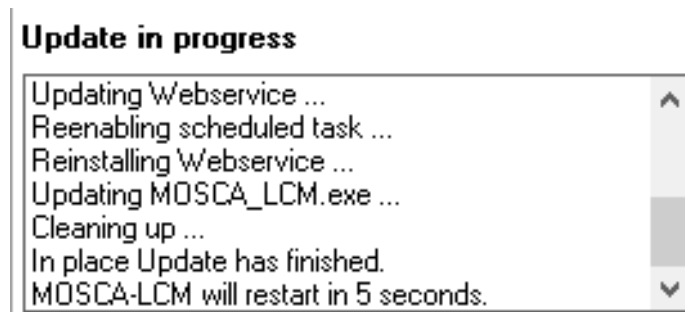 Update in progress
Updating Webservice ...
Reenabling scheduled task ...
Reinstalling Webservice ...
Updating MOSCA_LCM.exe ...
Cleaning up ...
In place Update has finished.
MOSCA-LCM will restart in 5 seconds.